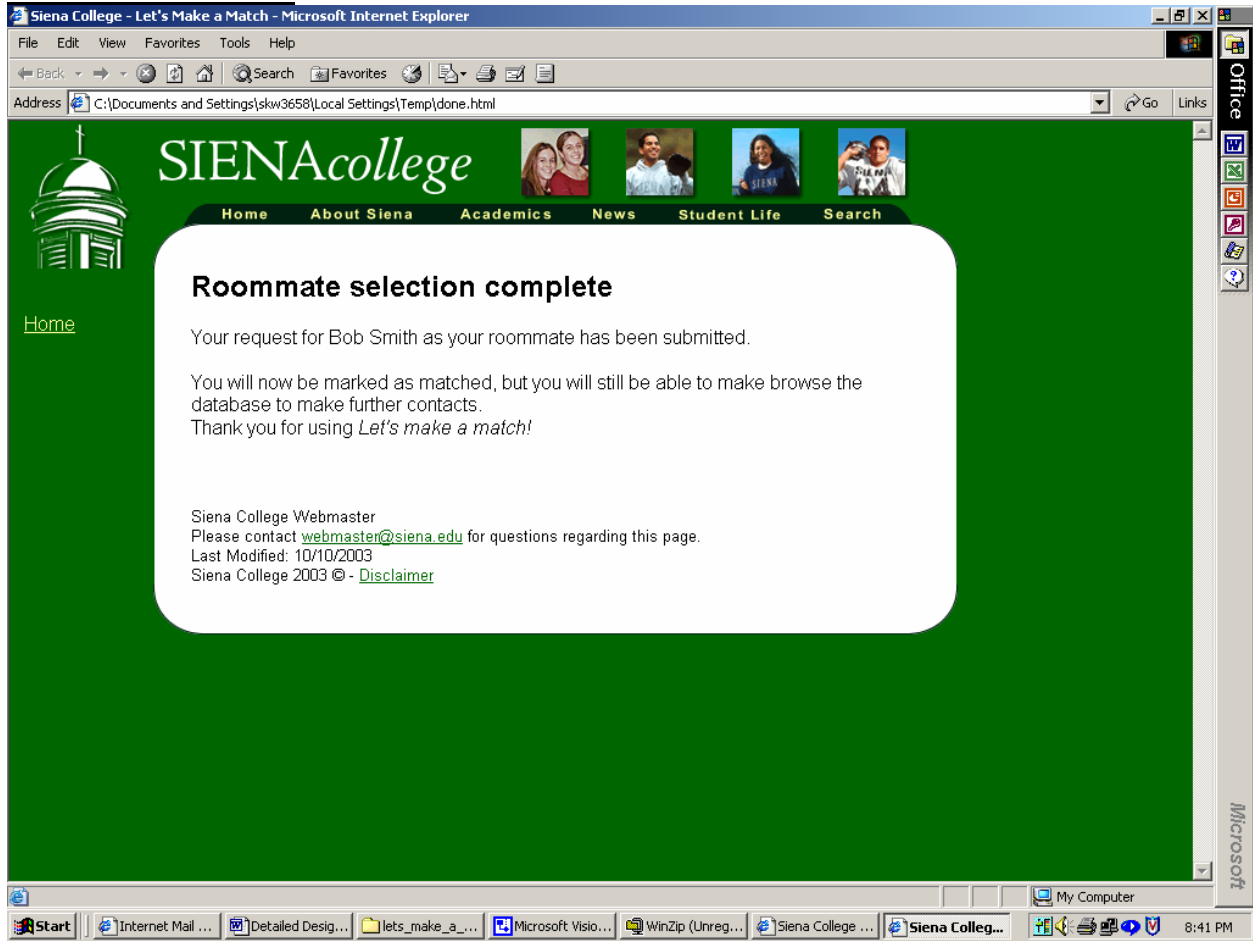 Siena College - Let's Make a Match - Microsoft Internet Explorer
File Edit View Favorites Tools Help
Back Search Favorites
Address C:\Documents and Settings\skw3658\Local Settings\Temp\done.html Go Links
Office
SIENAcollege
SIENA
Home About Siena Academics News Student Life Search
Home
Roommate selection complete
Your request for Bob Smith as your roommate has been submitted.
You will now be marked as matched, but you will still be able to make browse the
database to make further contacts.
Thank you for using Let's make a match!
Siena College Webmaster
Please contact webmaster@siena.edu for questions regarding this page.
Last Modified: 10/10/2003
Siena College 2003 © - Disclaimer
Microsoft
My Computer
Start Internet Mail ... Detailed Desig... lets_make_a_... Microsoft Visio... WinZip (Unreg... Siena College ... Siena Colleg... 8:41 PM